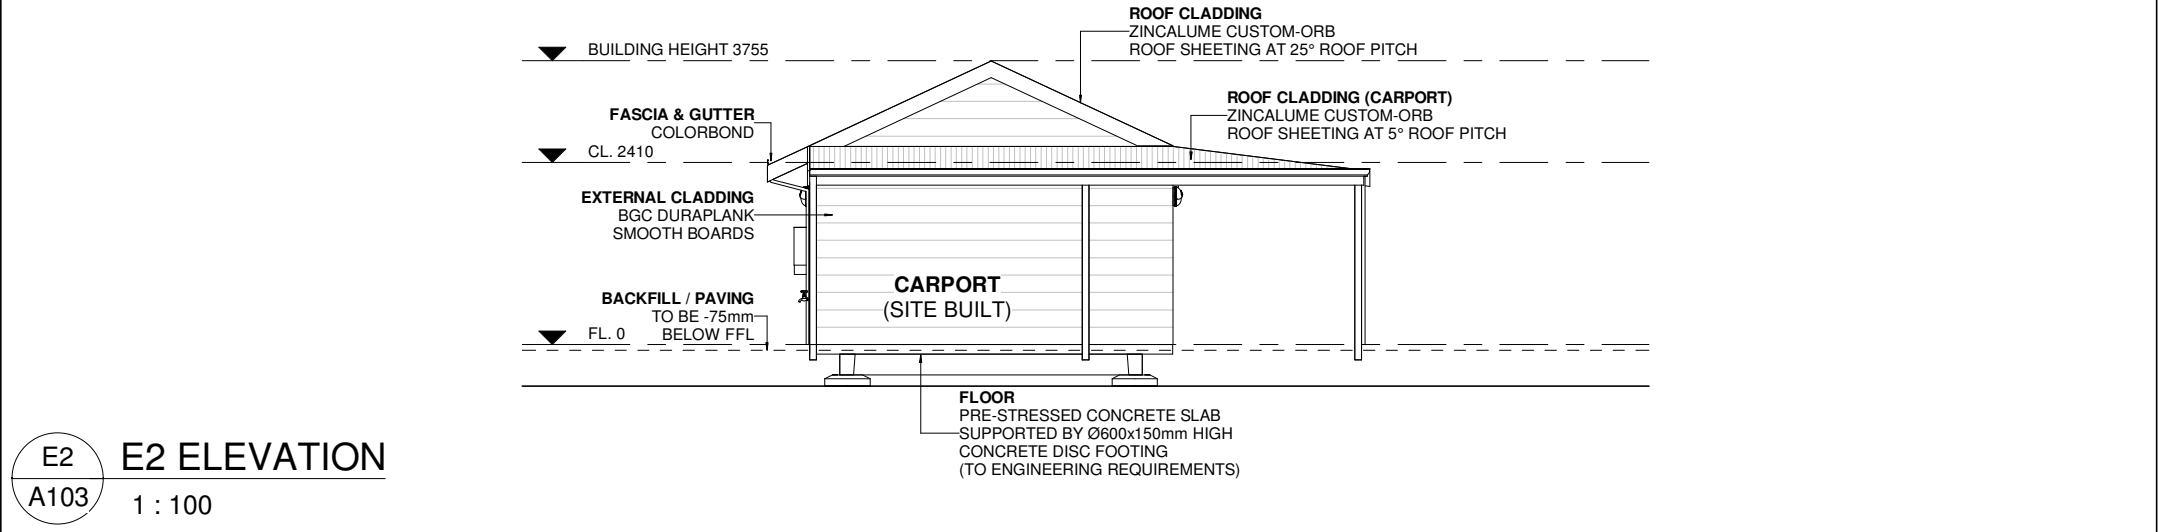 ROOF CLADDING
ZINCALUME CUSTOM-ORB
ROOF SHEETING AT 25° ROOF PITCH
BUILDING HEIGHT 3755
ROOF CLADDING (CARPORT)
ZINCALUME CUSTOM-ORB
ROOF SHEETING AT 5° ROOF PITCH
FASCIA & GUTTER
COLORBOND
CL. 2410
EXTERNAL CLADDING
BGC DURAPLANK
SMOOTH BOARDS
CARPORT
(SITE BUILT)
BACKFILL / PAVING
TO BE -75mm
BELOW FFL
FL. 0
FLOOR
PRE-STRESSED CONCRETE SLAB
SUPPORTED BY Ø600x150mm HIGH
CONCRETE DISC FOOTING
(TO ENGINEERING REQUIREMENTS)
E2
A103
E2 ELEVATION
1 : 100